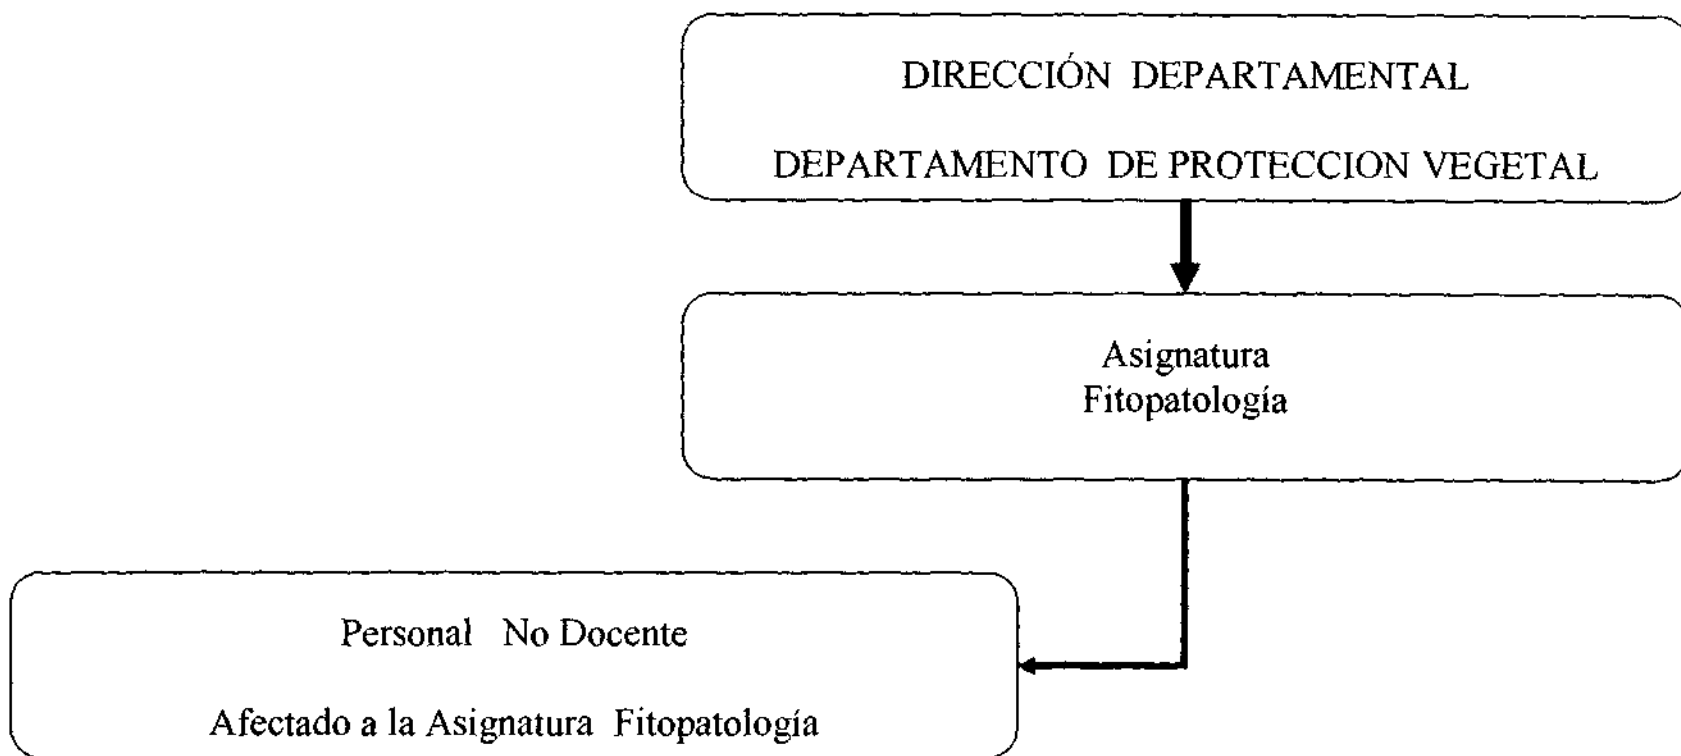 DIRECCIÓN DEPARTAMENTAL
DEPARTAMENTO DE PROTECCION VEGETAL
Asignatura
Fitopatología
Personal No Docente
Afectado a la Asignatura Fitopatología